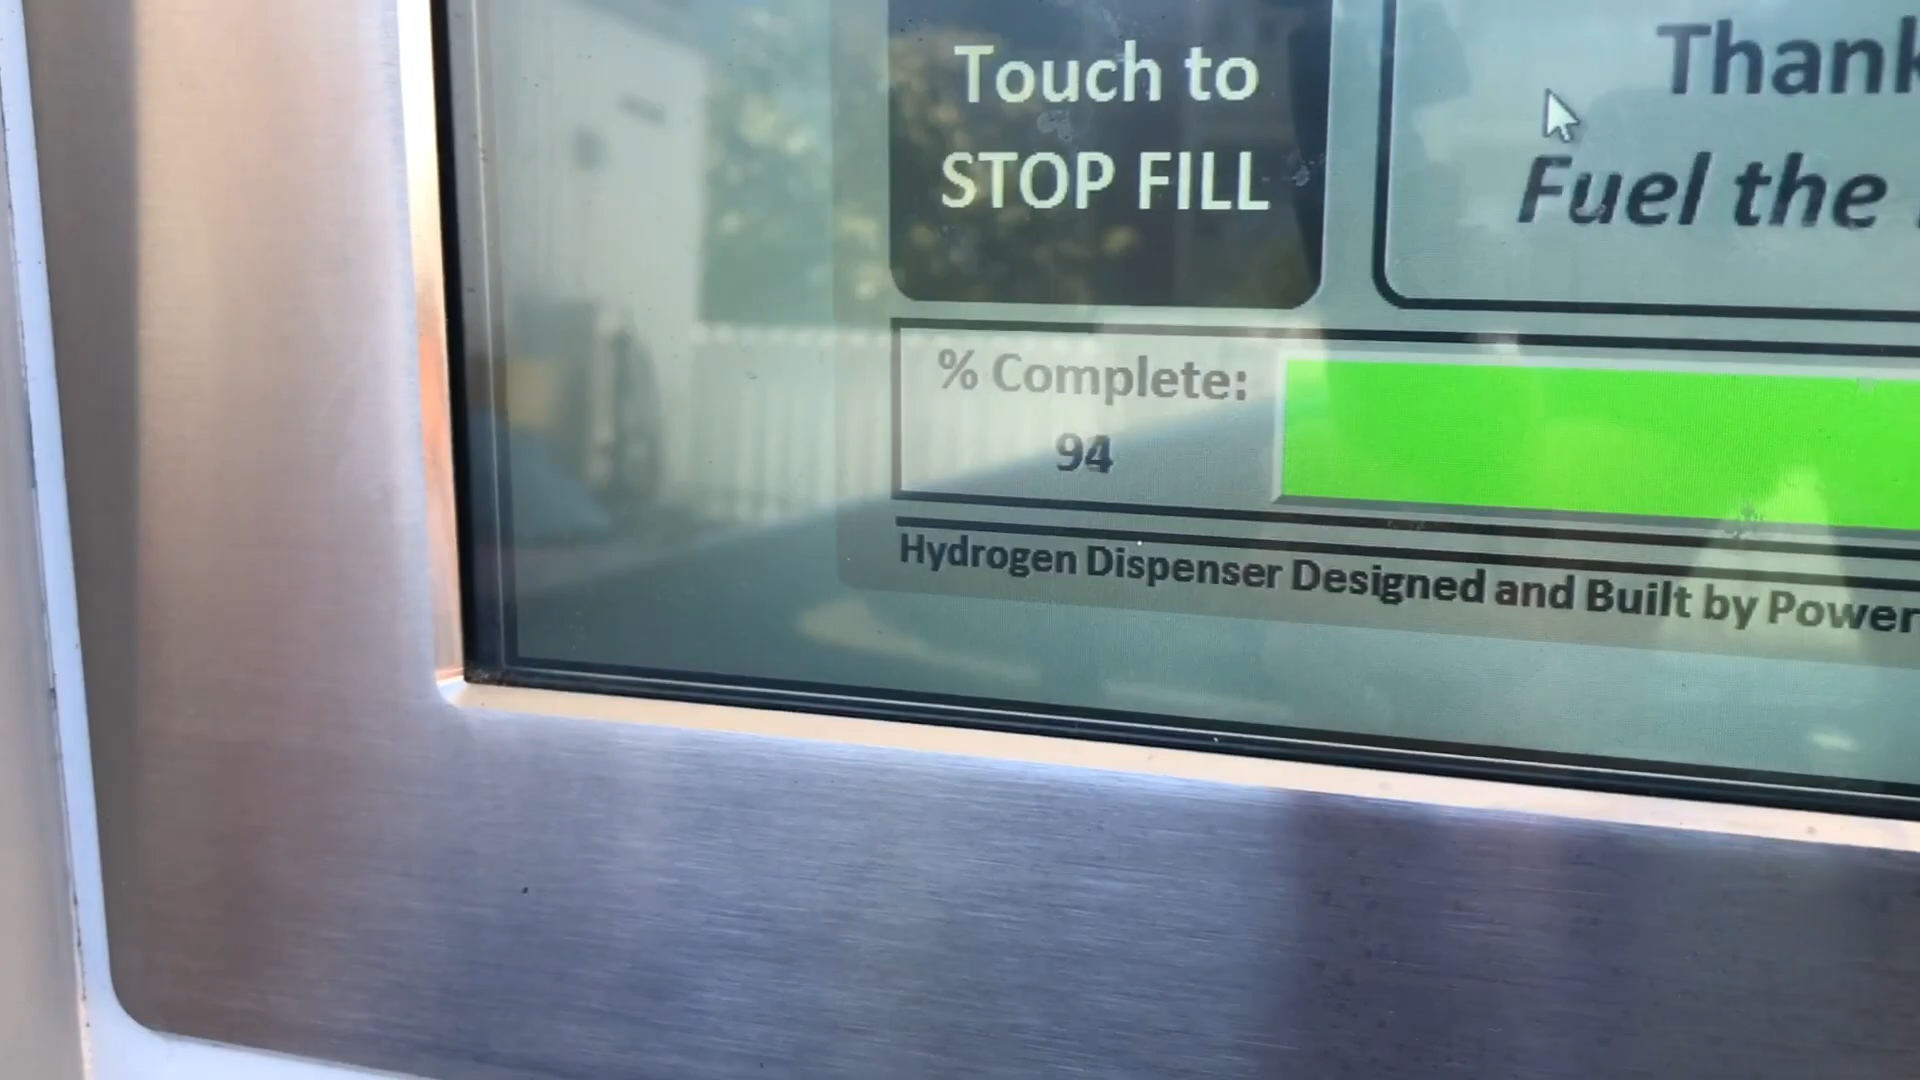 Touch to
STOP FILL
Thank
Fuel the
% Complete:
94
Hydrogen Dispenser Designed and Built by Power